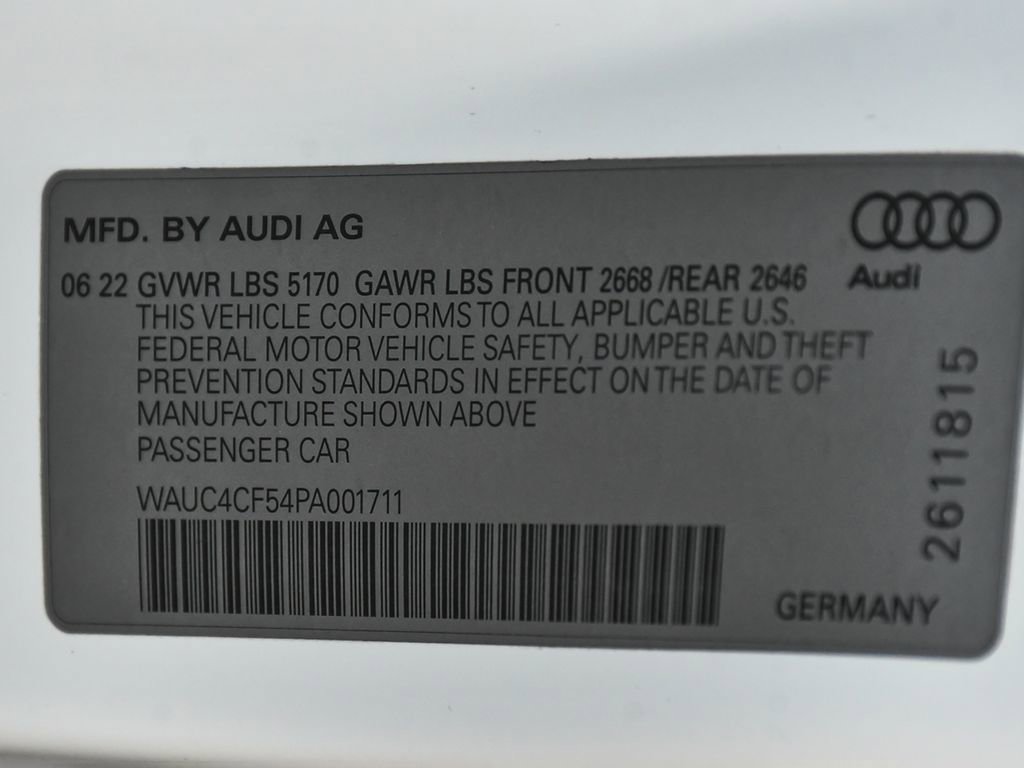 MFD. BY AUDI AG
06 22 GVWR LBS 5170 GAWR LBS FRONT 2668 /REAR 2646
Audi
THIS VEHICLE CONFORMS TO ALL APPLICABLE U.S.
FEDERAL MOTOR VEHICLE SAFETY, BUMPER AND THEFT
PREVENTION STANDARDS IN EFFECT ON THE DATE OF
MANUFACTURE SHOWN ABOVE
PASSENGER CAR
WAUC4CF54PA001711
2611815
GERMANY